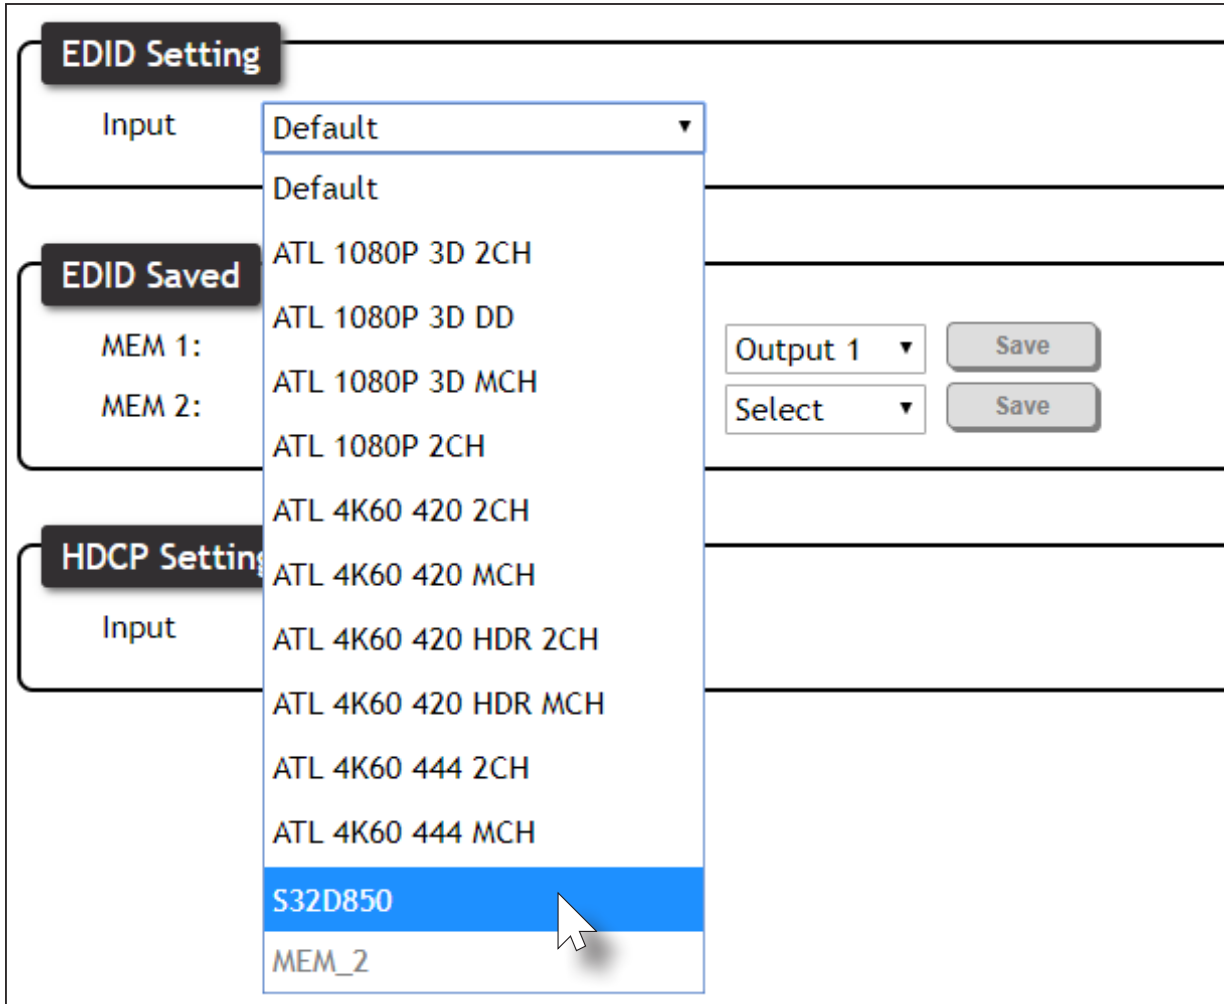 EDID Setting
Input Default
Default
ATL 1080P 3D 2CH
EDID Saved
ATL 1080P 3D DD
MEM 1: Output 1 Save
ATL 1080P 3D MCH
MEM 2: Select Save
ATL 1080P 2CH
ATL 4K60 420 2CH
HDCP Setting
ATL 4K60 420 MCH
Input
ATL 4K60 420 HDR 2CH
ATL 4K60 420 HDR MCH
ATL 4K60 444 2CH
ATL 4K60 444 MCH
S32D850
MEM_2